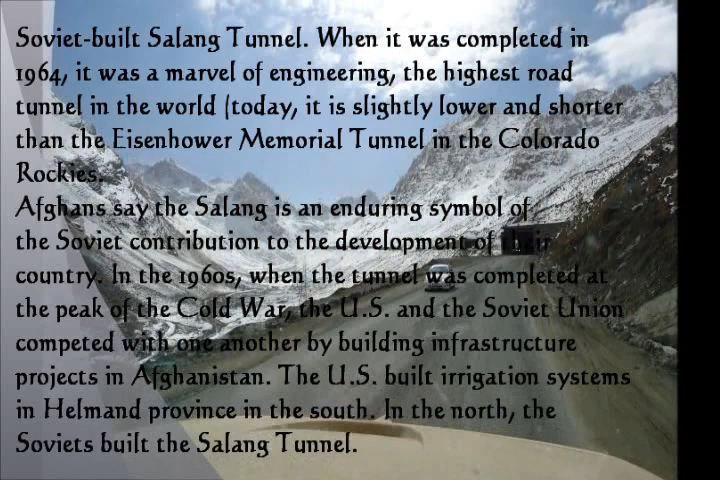 Soviet-built Salang Tunnel. When it was completed in
1964, it was a marvel of engineering, the highest road
tunnel in the world (today, it is slightly lower and shorter
than the Eisenhower Memorial Tunnel in the Colorado
Rockies.
Afghans say the Salang is an enduring symbol of
the Soviet contribution to the development of their
country. In the 1960s, when the tunnel was completed at
the peak of the Cold War, the U.S. and the Soviet Union
competed with one another by building infrastructure
projects in Afghanistan. The U.S. built irrigation systems
in Helmand province in the south. In the north, the
Soviets built the Salang Tunnel.